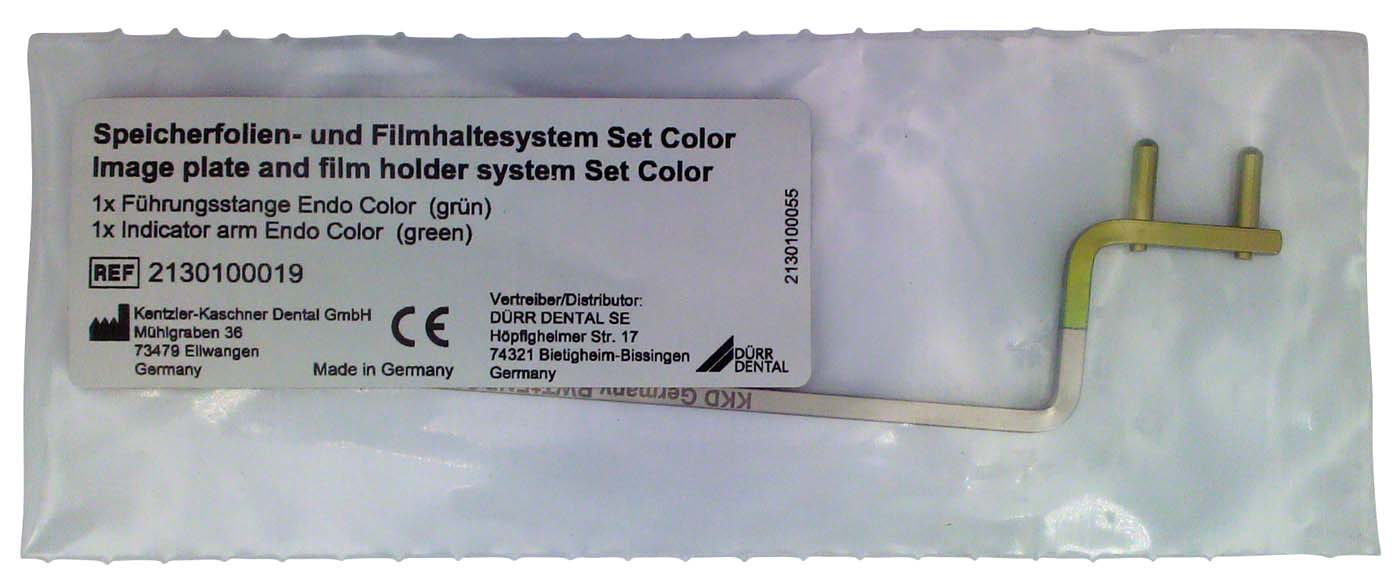 Speicherfolien- und Filmhaltesystem Set Color
Image plate and film holder system Set Color
1x Führungsstange Endo Color (grün)
1x Indicator arm Endo Color (green)
REF 2130100019
Kentzler-Kaschner Dental GmbH
Mühlgraben 36
73479 Ellwangen
Germany
Made in Germany
CE
Vertreiber/Distributor:
DÜRR DENTAL SE
Höpfigheimer Str. 17
74321 Bietigheim-Bissingen
Germany
DÜRR
DENTAL
2130100055
KKD Germany